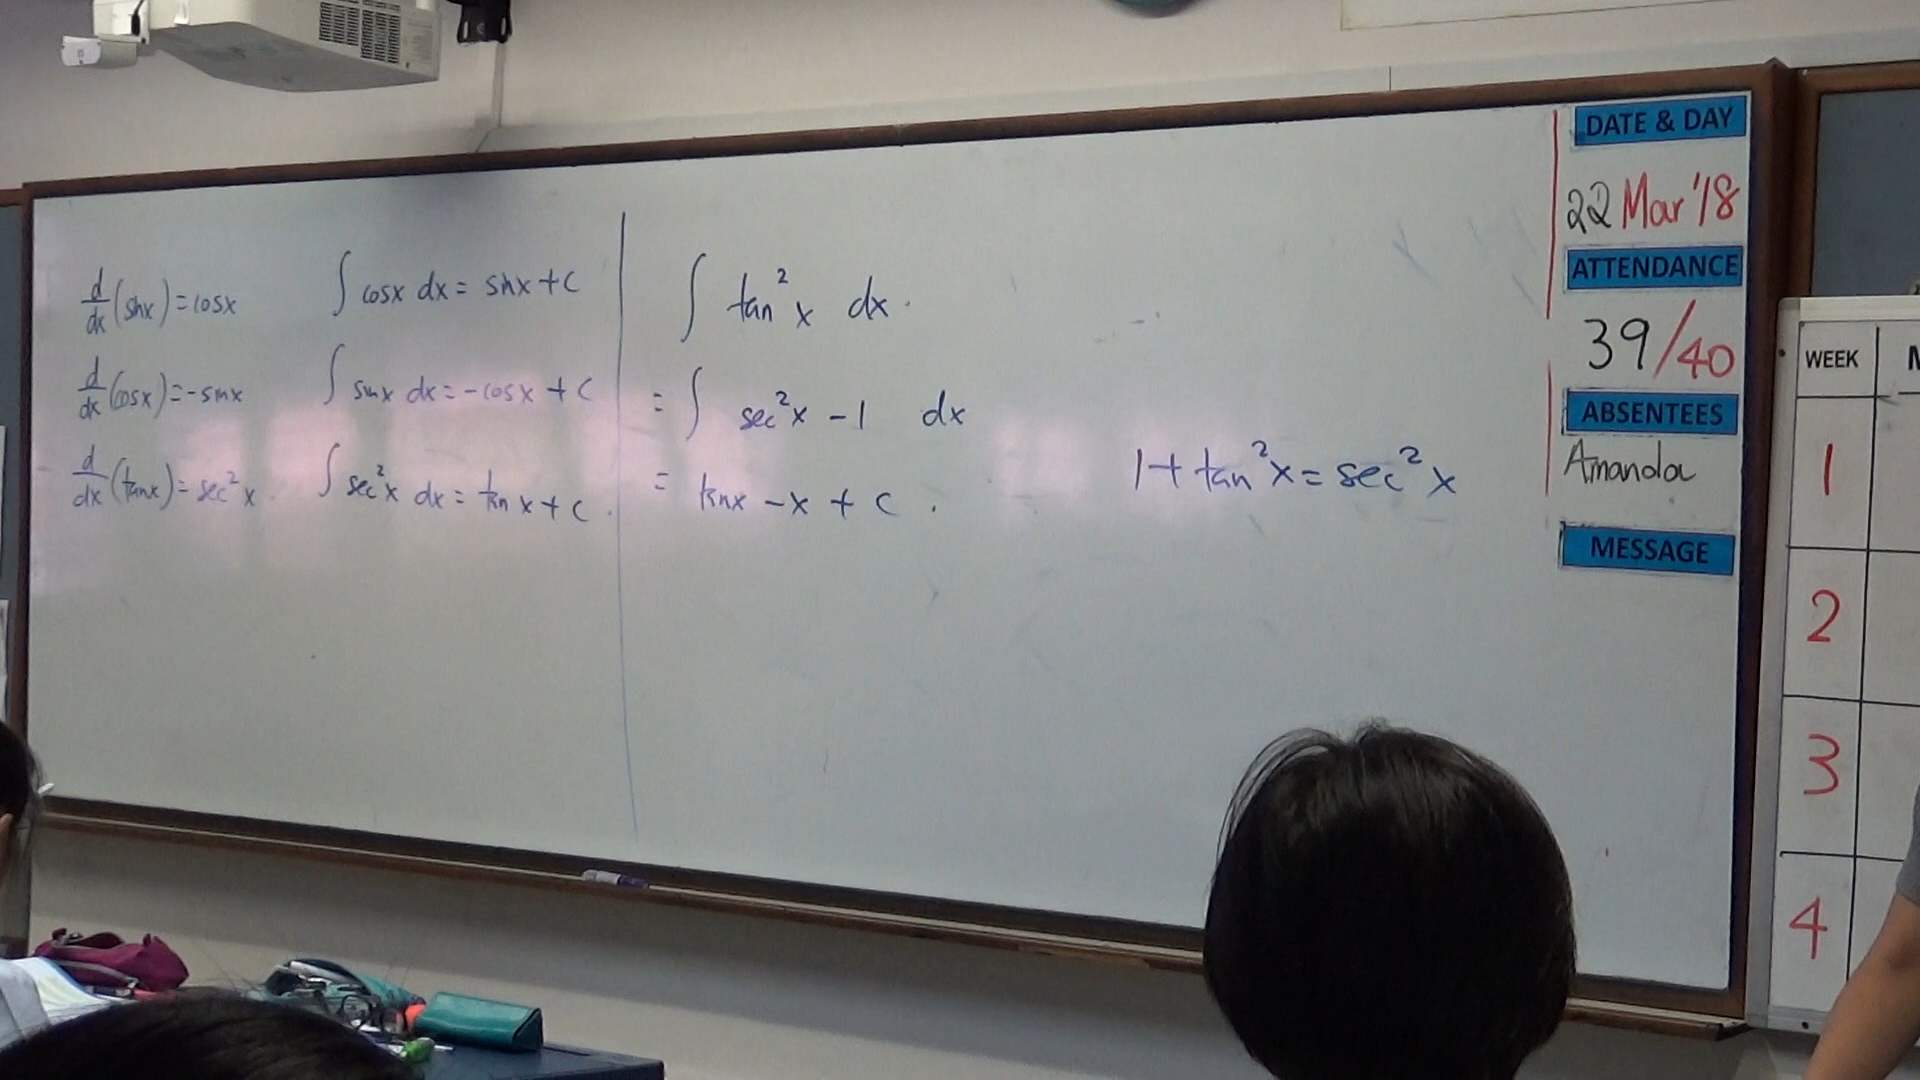 d/dx (sinx) = cosx
∫ cosx dx = sinx + C
d/dx (cosx) = -sinx
∫ sinx dx = -cosx + C
d/dx (tanx) = sec²x.
∫ sec²x dx = tan x + C.
∫ tan²x dx.
= ∫ sec²x - 1 dx
= tanx - x + C.
1 + tan²x = sec²x
DATE & DAY
22 Mar '18
ATTENDANCE
39/40
ABSENTEES
Amanda
MESSAGE
WEEK
1
2
3
4